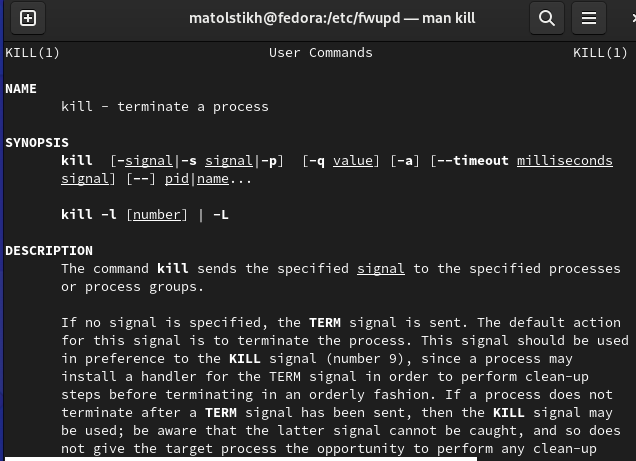 matolstikh@fedora:/etc/fwupd — man kill
KILL(1) User Commands KILL(1)
NAME
kill - terminate a process
SYNOPSIS
kill [-signal|-s signal|-p] [-q value] [-a] [--timeout milliseconds
signal] [--] pid|name...
kill -l [number] | -L
DESCRIPTION
The command kill sends the specified signal to the specified processes
or process groups.
If no signal is specified, the TERM signal is sent. The default action
for this signal is to terminate the process. This signal should be used
in preference to the KILL signal (number 9), since a process may
install a handler for the TERM signal in order to perform clean-up
steps before terminating in an orderly fashion. If a process does not
terminate after a TERM signal has been sent, then the KILL signal may
be used; be aware that the latter signal cannot be caught, and so does
not give the target process the opportunity to perform any clean-up